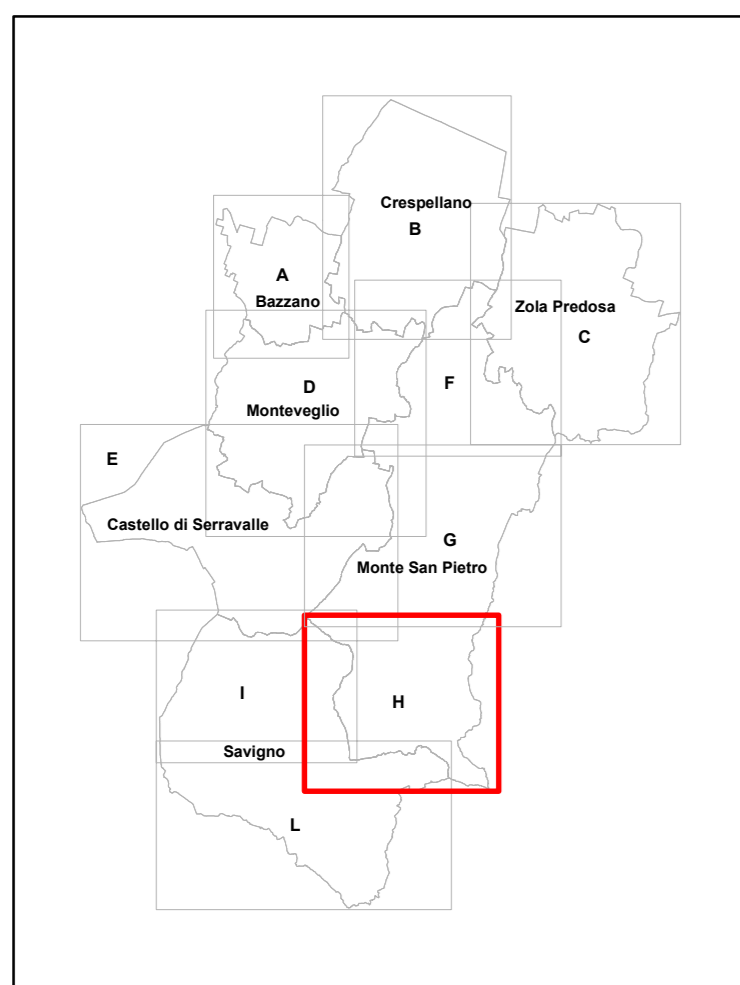 Crespellano
B
A
Bazzano
Zola Predosa
C
D
Monteveglio
F
E
Castello di Serravalle
G
Monte San Pietro
I
H
Savigno
L